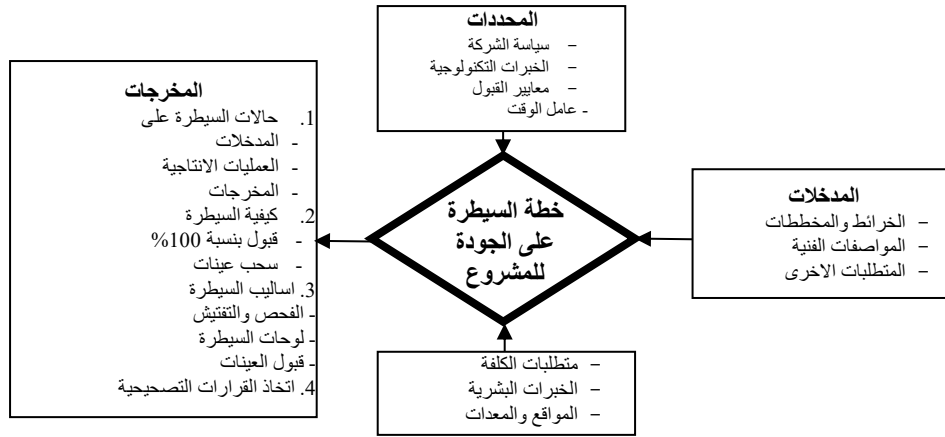 المحددات
– سياسة الشركة
– الخبرات التكنولوجية
– معايير القبول
- عامل الوقت
المدخلات
– الخرائط والمخططات
– المواصفات الفنية
– المتطلبات الاخرى
خطة السيطرة
على الجودة
للمشروع
– متطلبات الكلفة
– الخبرات البشرية
– المواقع والمعدات
المخرجات
1. حالات السيطرة على
- المدخلات
- العمليات الانتاجية
- المخرجات
2. كيفية السيطرة
- قبول بنسبة 100%
- سحب عينات
3. اساليب السيطرة
- الفحص والتفتيش
- لوحات السيطرة
- قبول العينات
4. اتخاذ القرارات التصحيحية